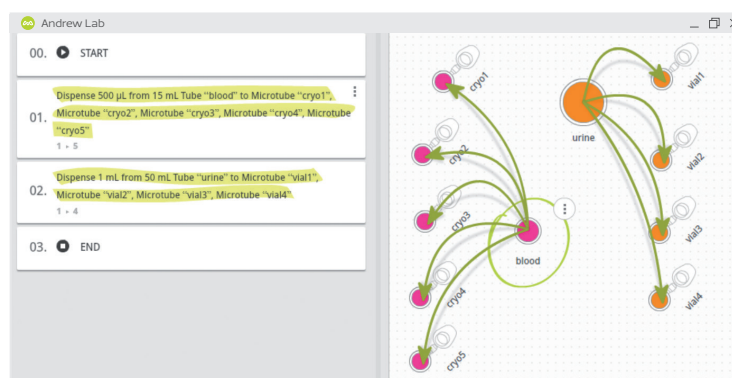 Andrew Lab
00. START
01. Dispense 500 µL from 15 mL Tube "blood" to Microtube "cryo1",
Microtube "cryo2", Microtube "cryo3", Microtube "cryo4", Microtube
"cryo5"
1 • 5
02. Dispense 1 mL from 50 mL Tube "urine" to Microtube "vial1",
Microtube "vial2", Microtube "vial3", Microtube "vial4"
1 • 4
03. END
cryo1
cryo2
cryo3
blood
cryo4
cryo5
urine
vial1
vial2
vial3
vial4